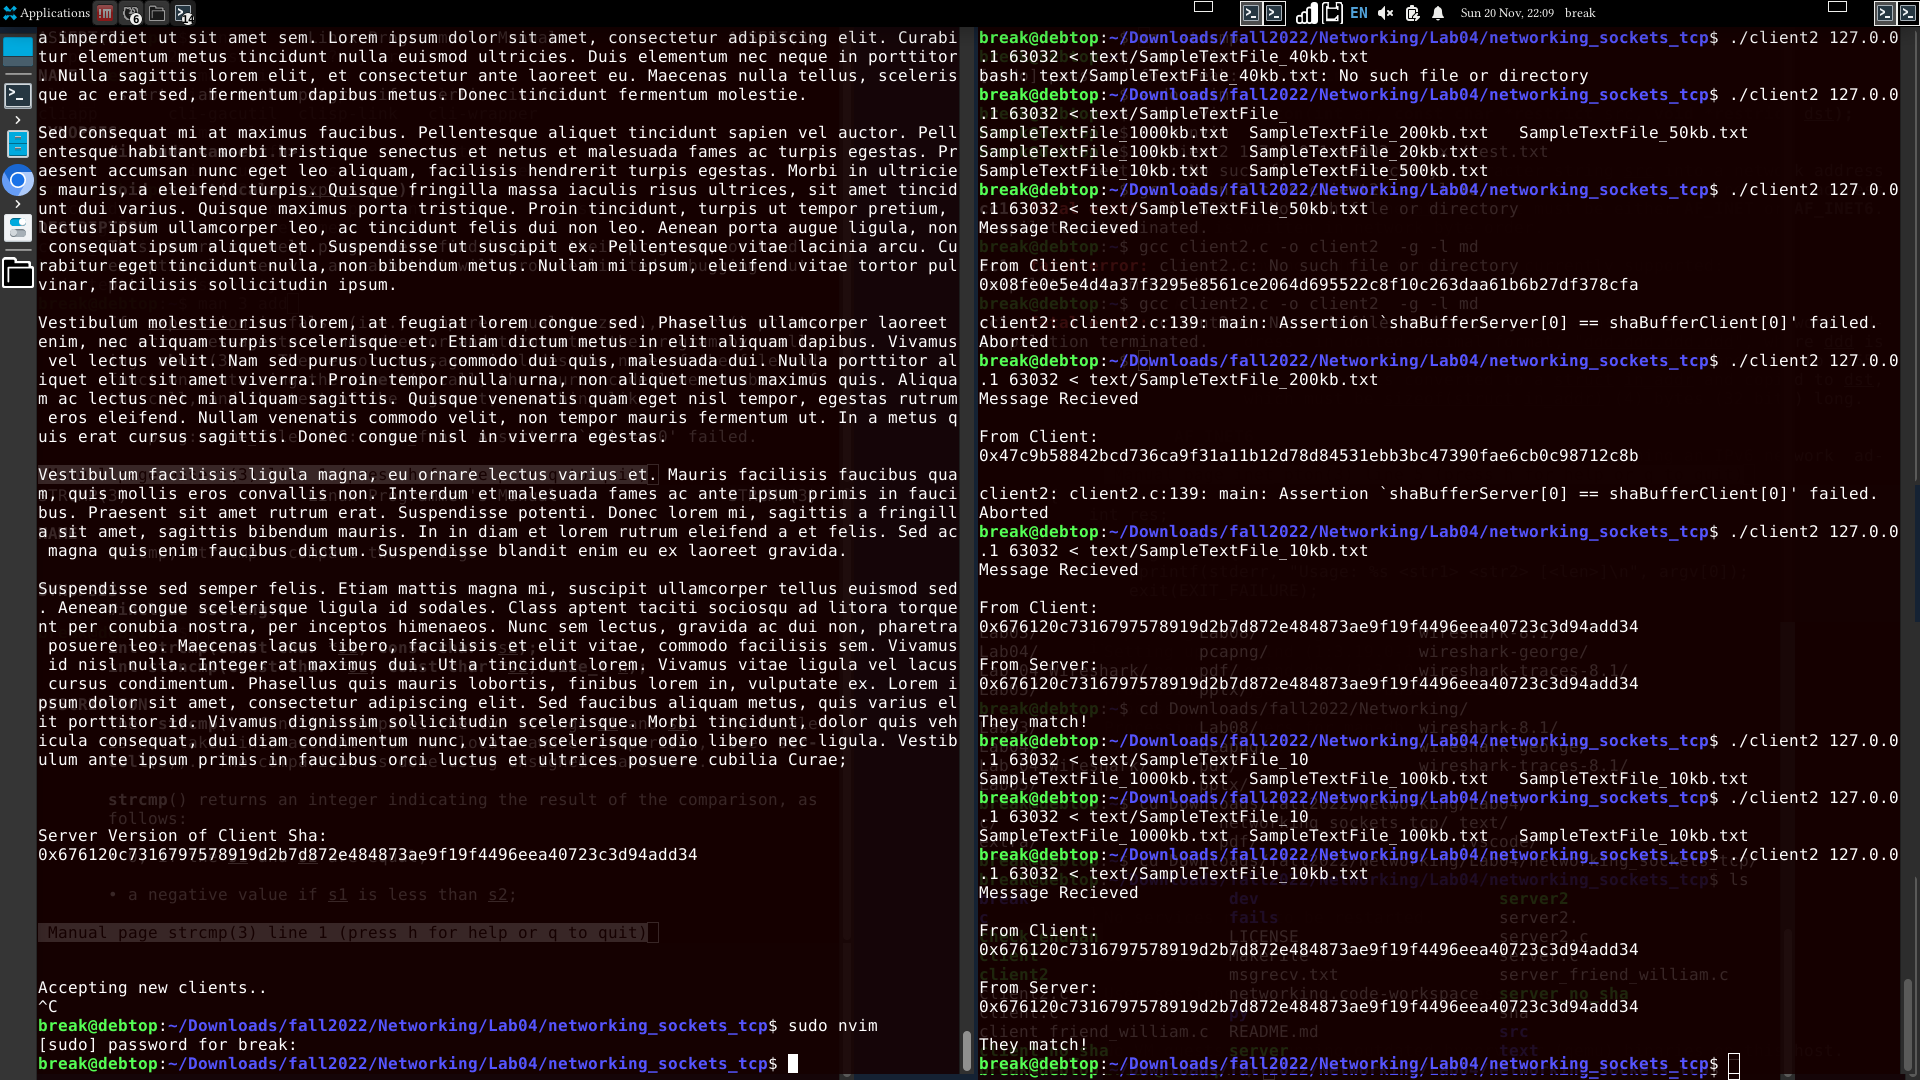 Applications 6 14 EN Sun 20 Nov, 22:09 break
a imperdiet ut sit amet sem. Lorem ipsum dolor sit amet, consectetur adipiscing elit. Curabi
tur elementum metus tincidunt nulla euismod ultricies. Duis elementum nec neque in porttitor
. Nulla sagittis lorem elit, et consectetur ante laoreet eu. Maecenas nulla tellus, sceleris
que ac erat sed, fermentum dapibus metus. Donec tincidunt fermentum molestie.
Sed consequat mi at maximus faucibus. Pellentesque aliquet tincidunt sapien vel auctor. Pell
entesque habitant morbi tristique senectus et netus et malesuada fames ac turpis egestas. Pr
aesent accumsan nunc eget leo aliquam, facilisis hendrerit turpis egestas. Morbi in ultricie
s mauris, id eleifend turpis. Quisque fringilla massa iaculis risus ultrices, sit amet tincid
unt dui varius. Quisque maximus porta tristique. Proin tincidunt, turpis ut tempor pretium,
lectus ipsum ullamcorper leo, ac tincidunt felis dui non leo. Aenean porta augue ligula, non
consequat ipsum aliquet et. Suspendisse ut suscipit ex. Pellentesque vitae lacinia arcu. Cu
rabitur eget tincidunt nulla, non bibendum metus. Nullam mi ipsum, eleifend vitae tortor pul
vinar, facilisis sollicitudin ipsum.
Vestibulum molestie risus lorem, at feugiat lorem congue sed. Phasellus ullamcorper laoreet
enim, nec aliquam turpis scelerisque et. Etiam dictum metus in elit aliquam dapibus. Vivamus
vel lectus velit. Nam sed purus luctus, commodo dui quis, malesuada dui. Nulla porttitor al
iquet elit sit amet viverra. Proin tempor nulla urna, non aliquet metus maximus quis. Aliqua
m ac lectus nec mi aliquam sagittis. Quisque venenatis quam eget nisl tempor, egestas rutrum
eros eleifend. Nullam venenatis commodo velit, non tempor mauris fermentum ut. In a metus q
uis erat cursus sagittis. Donec congue nisl in viverra egestas.
Vestibulum facilisis ligula magna, eu ornare lectus varius et. Mauris facilisis faucibus qua
m, quis mollis eros convallis non. Interdum et malesuada fames ac ante ipsum primis in fauci
bus. Praesent sit amet rutrum erat. Suspendisse potenti. Donec lorem mi, sagittis a fringill
a sit amet, sagittis bibendum mauris. In in diam et lorem rutrum eleifend a et felis. Sed ac
magna quis enim faucibus dictum. Suspendisse blandit enim eu ex laoreet gravida.
Suspendisse sed semper felis. Etiam mattis magna mi, suscipit ullamcorper tellus euismod sed
. Aenean congue scelerisque ligula id sodales. Class aptent taciti sociosqu ad litora torque
nt per conubia nostra, per inceptos himenaeos. Nunc sem lectus, gravida ac dui non, pharetra
posuere leo. Maecenas lacus libero, facilisis et elit vitae, commodo facilisis sem. Vivamus
id nisl nulla. Integer at maximus dui. Ut a tincidunt lorem. Vivamus vitae ligula vel lacus
cursus condimentum. Phasellus quis mauris lobortis, finibus lorem in, vulputate ex. Lorem i
psum dolor sit amet, consectetur adipiscing elit. Sed faucibus aliquam metus, quis varius el
it porttitor id. Vivamus dignissim sollicitudin scelerisque. Morbi tincidunt, dolor quis veh
icula consequat, dui diam condimentum nunc, vitae scelerisque odio libero nec ligula. Vestib
ulum ante ipsum primis in faucibus orci luctus et ultrices posuere cubilia Curae;
strcmp() returns an integer indicating the result of the comparison, as
follows:
Server Version of Client Sha:
0x676120c7316797578919d2b7d872e484873ae9f19f4496eea40723c3d94add34
• a negative value if s1 is less than s2;
Manual page strcmp(3) line 1 (press h for help or q to quit)
Accepting new clients..
^C
break@debtop:~/Downloads/fall2022/Networking/Lab04/networking_sockets_tcp$ sudo nvim
[sudo] password for break:
break@debtop:~/Downloads/fall2022/Networking/Lab04/networking_sockets_tcp$
break@debtop:~/Downloads/fall2022/Networking/Lab04/networking_sockets_tcp$ ./client2 127.0.0
.1 63032 < text/SampleTextFile_40kb.txt
bash: text/SampleTextFile_40kb.txt: No such file or directory
break@debtop:~/Downloads/fall2022/Networking/Lab04/networking_sockets_tcp$ ./client2 127.0.0
.1 63032 < text/SampleTextFile_
SampleTextFile_1000kb.txt SampleTextFile_200kb.txt SampleTextFile_50kb.txt
SampleTextFile_100kb.txt SampleTextFile_20kb.txt
SampleTextFile_10kb.txt SampleTextFile_500kb.txt
break@debtop:~/Downloads/fall2022/Networking/Lab04/networking_sockets_tcp$ ./client2 127.0.0
.1 63032 < text/SampleTextFile_50kb.txt
Message Recieved
From Client:
0x08fe0e5e4d4a37f3295e8561ce2064d695522c8f10c263daa61b6b27df378cfa
client2: client2.c:139: main: Assertion `shaBufferServer[0] == shaBufferClient[0]' failed.
Aborted
break@debtop:~/Downloads/fall2022/Networking/Lab04/networking_sockets_tcp$ ./client2 127.0.0
.1 63032 < text/SampleTextFile_200kb.txt
Message Recieved
From Client:
0x47c9b58842bcd736ca9f31a11b12d78d84531ebb3bc47390fae6cb0c98712c8b
client2: client2.c:139: main: Assertion `shaBufferServer[0] == shaBufferClient[0]' failed.
Aborted
break@debtop:~/Downloads/fall2022/Networking/Lab04/networking_sockets_tcp$ ./client2 127.0.0
.1 63032 < text/SampleTextFile_10kb.txt
Message Recieved
From Client:
0x676120c7316797578919d2b7d872e484873ae9f19f4496eea40723c3d94add34
From Server:
0x676120c7316797578919d2b7d872e484873ae9f19f4496eea40723c3d94add34
They match!
break@debtop:~/Downloads/fall2022/Networking/Lab04/networking_sockets_tcp$ ./client2 127.0.0
.1 63032 < text/SampleTextFile_10
SampleTextFile_1000kb.txt SampleTextFile_100kb.txt SampleTextFile_10kb.txt
break@debtop:~/Downloads/fall2022/Networking/Lab04/networking_sockets_tcp$ ./client2 127.0.0
.1 63032 < text/SampleTextFile_10
SampleTextFile_1000kb.txt SampleTextFile_100kb.txt SampleTextFile_10kb.txt
break@debtop:~/Downloads/fall2022/Networking/Lab04/networking_sockets_tcp$ ./client2 127.0.0
.1 63032 < text/SampleTextFile_10kb.txt
Message Recieved
From Client:
0x676120c7316797578919d2b7d872e484873ae9f19f4496eea40723c3d94add34
From Server:
0x676120c7316797578919d2b7d872e484873ae9f19f4496eea40723c3d94add34
They match!
break@debtop:~/Downloads/fall2022/Networking/Lab04/networking_sockets_tcp$